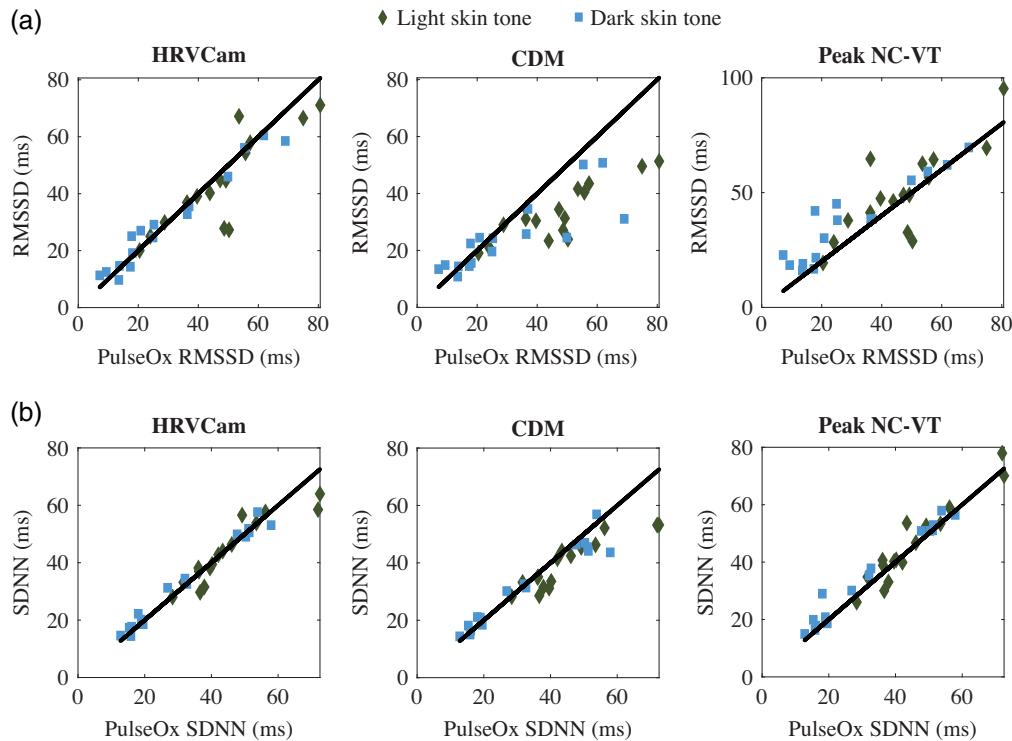 (a)
Light skin tone Dark skin tone
HRVCam CDM Peak NC-VT
80 80 100
60 60
RMSSD (ms) RMSSD (ms) RMSSD (ms)
40 40 50
20 20
0 0 0
0 20 40 60 80 0 20 40 60 80 0 20 40 60 80
PulseOx RMSSD (ms) PulseOx RMSSD (ms) PulseOx RMSSD (ms)
(b)
HRVCam CDM Peak NC-VT
80 80 80
60 60 60
SDNN (ms) SDNN (ms) SDNN (ms)
40 40 40
20 20 20
0 0 0
0 20 40 60 0 20 40 60 0 20 40 60
PulseOx SDNN (ms) PulseOx SDNN (ms) PulseOx SDNN (ms)